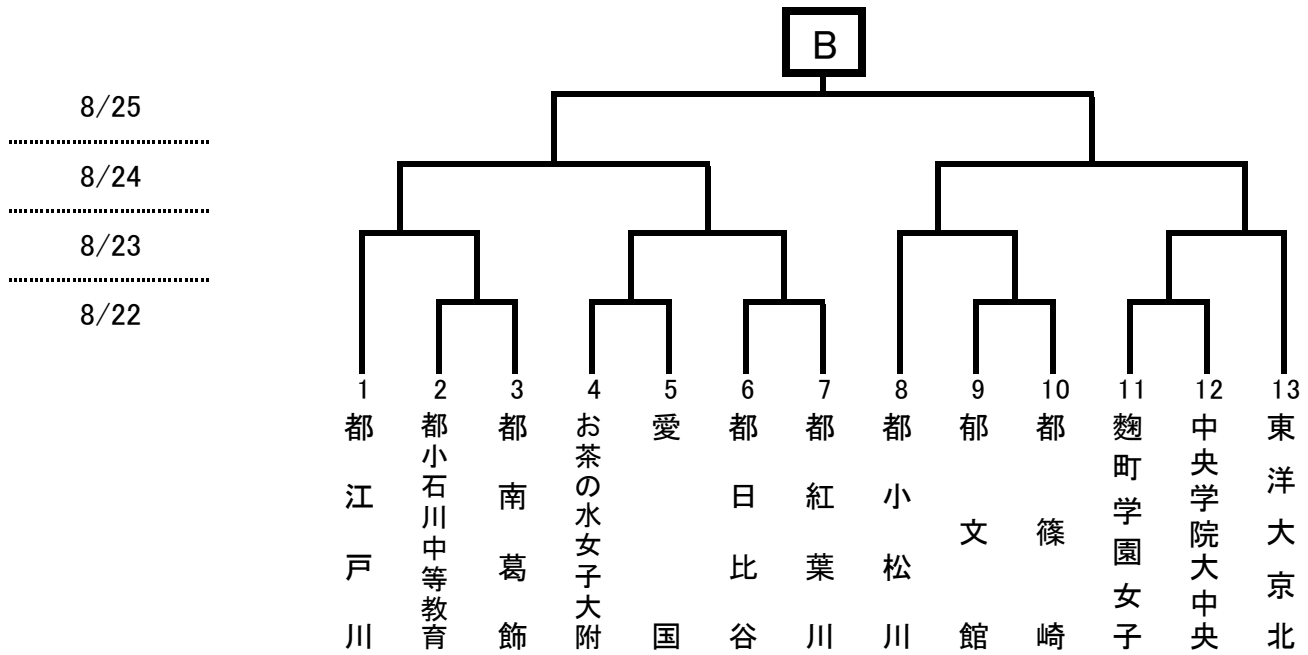 B
8/25
8/24
8/23
8/22
1
2
3
4
5
6
7
8
9
10
11
12
13
都江戸川
都小石川中等教育
都南葛飾
お茶の水女子大附
愛国
都日比谷
都紅葉川
都小松川
郁文館
都篠崎
麴町学園女子
中央学院大中央
東洋大京北